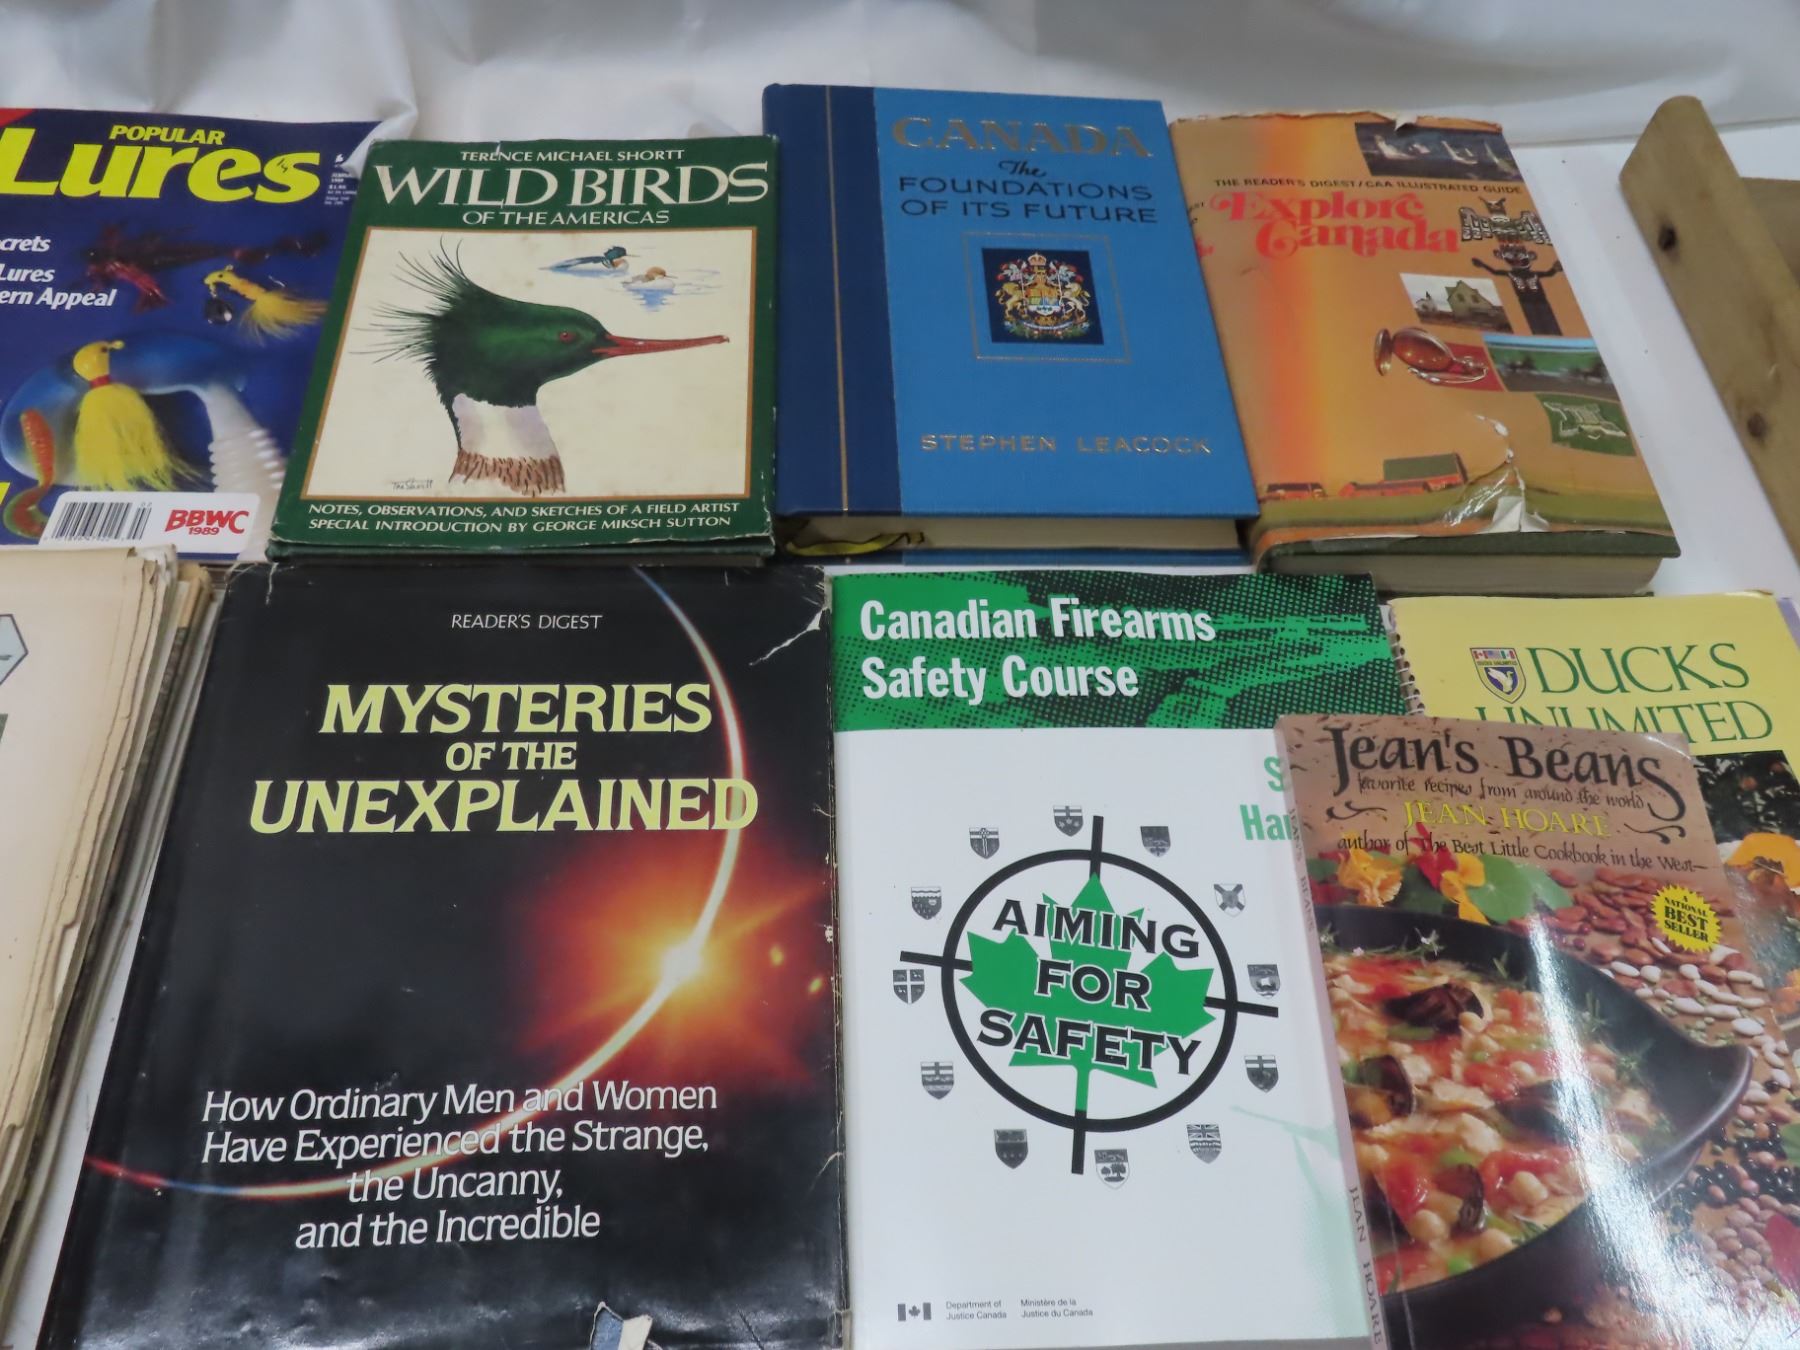 POPULAR
Lures
Lures
ern Appeal
BBWC
1989
TERENCE MICHAEL SHORTT
WILD BIRDS
OF THE AMERICAS
NOTES, OBSERVATIONS, AND SKETCHES OF A FIELD ARTIST
SPECIAL INTRODUCTION BY GEORGE MIKSCH SUTTON
CANADA
The
FOUNDATIONS
OF ITS FUTURE
STEPHEN LEACOCK
THE READER'S DIGEST/CAA ILLUSTRATED GUIDE
Explore
Canada
READER'S DIGEST
MYSTERIES
OF THE
UNEXPLAINED
How Ordinary Men and Women
Have Experienced the Strange,
the Uncanny,
and the Incredible
Canadian Firearms
Safety Course
S
Ha
AIMING
FOR
SAFETY
Department of
Justice Canada
Ministère de la
Justice du Canada
DUCKS
UNLIMITED
Jean's Beans
favorite recipes from around the world
JEAN HOARE
author of The Best Little Cookbook in the West
A
NATIONAL
BEST
SELLER
JEAN'S BEANS
JEAN HOARE